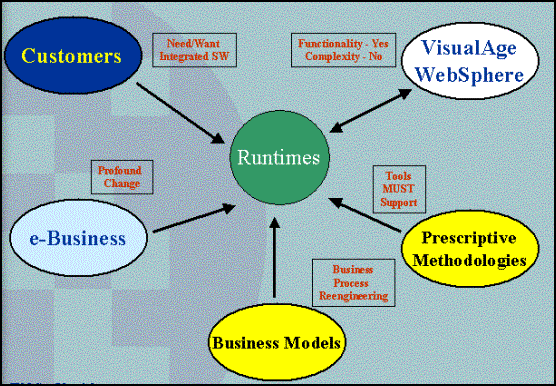 Customers
Need/Want
Integrated SW
Functionality - Yes
Complexity - No
VisualAge
WebSphere
Runtimes
Profound
Change
Tools
MUST
Support
e-Business
Prescriptive
Methodologies
Business
Process
Reengineering
Business Models